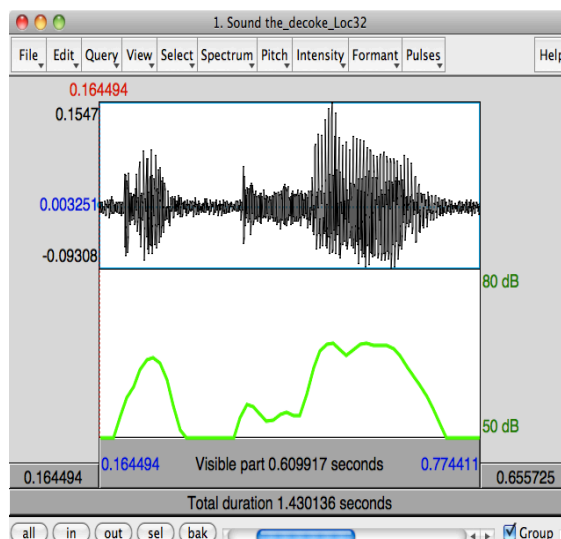 1. Sound the_decoke_Loc32
File Edit Query View Select Spectrum Pitch Intensity Formant Pulses Help
0.164494
0.1547
0.003251
-0.09308
80 dB
50 dB
0.164494 Visible part 0.609917 seconds 0.774411
0.164494 0.655725
Total duration 1.430136 seconds
all in out sel bak Group